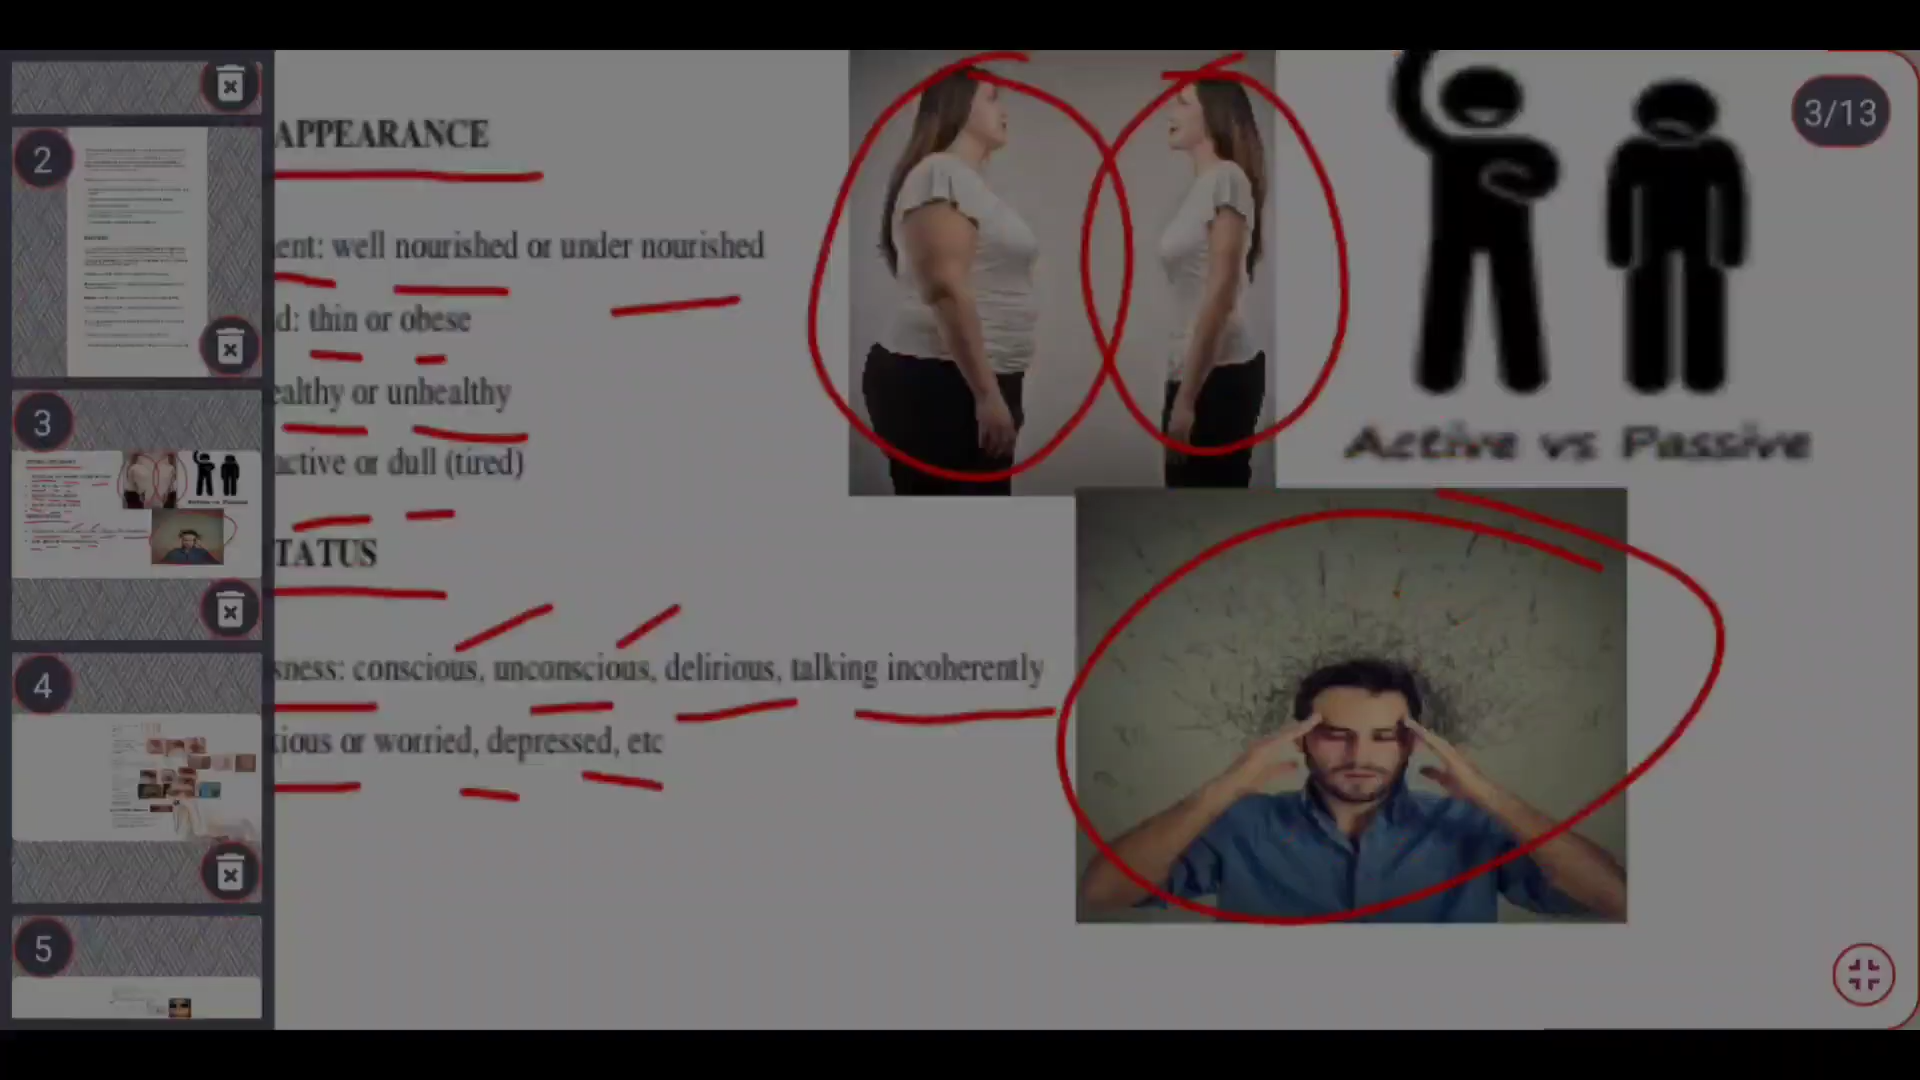 APPEARANCE
ent: well nourished or under nourished
d: thin or obese
ealthy or unhealthy
active or dull (tired)
TATUS
sness: conscious, unconscious, delirious, talking incoherently
ious or worried, depressed, etc
Active vs Passive
3/13
2
3
4
5